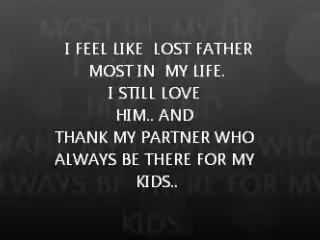 I FEEL LIKE LOST FATHER
MOST IN MY LIFE.
I STILL LOVE
HIM.. AND
THANK MY PARTNER WHO
ALWAYS BE THERE FOR MY
KIDS..